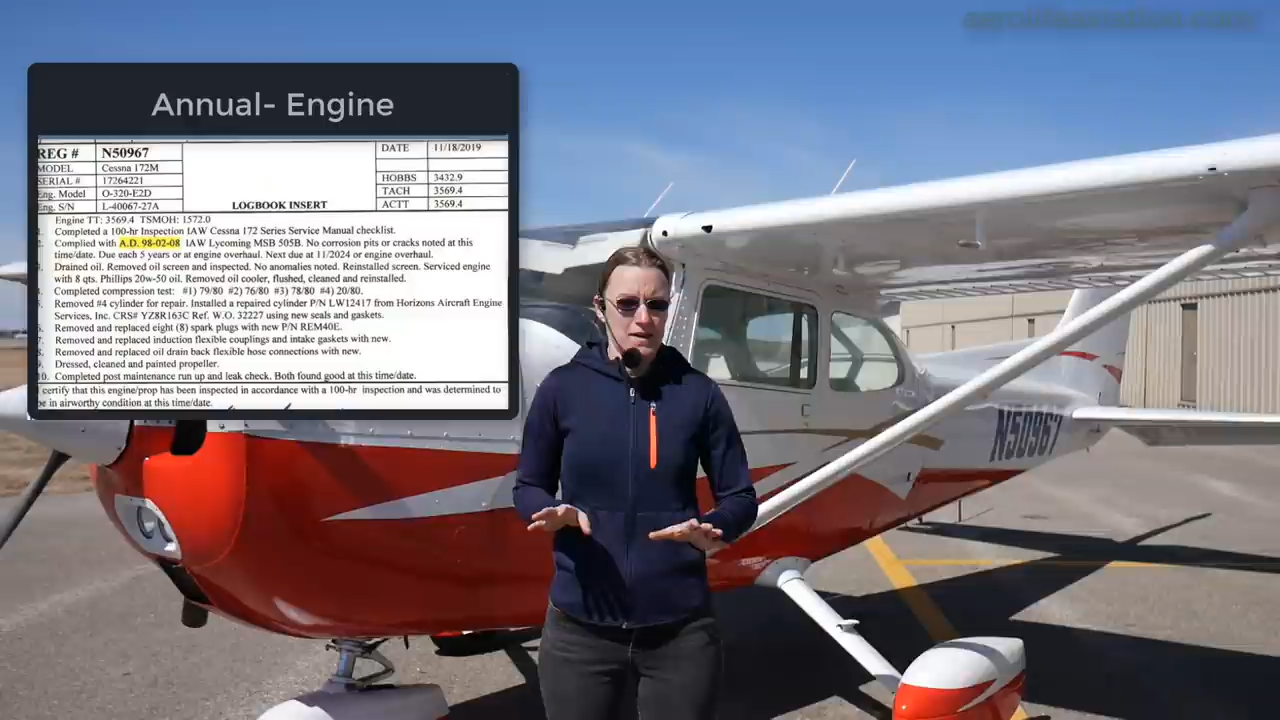 Annual- Engine
REG # N50967 DATE 11/18/2019
MODEL Cessna 172M
SERIAL # 17264221 HOBBS 3432.9
Eng. Model O-320-E2D TACH 3569.4
Eng. S/N L-40067-27A LOGBOOK INSERT ACTT 3569.4
Engine TT: 3569.4 TSMOH: 1572.0
1. Completed a 100-hr Inspection IAW Cessna 172 Series Service Manual checklist.
2. Complied with A.D. 98-02-08 IAW Lycoming MSB 505B. No corrosion pits or cracks noted at this
time/date. Due each 5 years or at engine overhaul. Next due at 11/2024 or engine overhaul.
3. Drained oil. Removed oil screen and inspected. No anomalies noted. Reinstalled screen. Serviced engine
with 8 qts. Phillips 20w-50 oil. Removed oil cooler, flushed, cleaned and reinstalled.
4. Completed compression test: #1) 79/80 #2) 76/80 #3) 78/80 #4) 20/80.
5. Removed #4 cylinder for repair. Installed a repaired cylinder P/N LW12417 from Horizons Aircraft Engine
Services, Inc. CRS# YZ8R163C Ref. W.O. 32227 using new seals and gaskets.
6. Removed and replaced eight (8) spark plugs with new P/N REM40E.
7. Removed and replaced induction flexible couplings and intake gaskets with new.
8. Removed and replaced oil drain back flexible hose connections with new.
9. Dressed, cleaned and painted propeller.
10. Completed post maintenance run up and leak check. Both found good at this time/date.
I certify that this engine/prop has been inspected in accordance with a 100-hr inspection and was determined to
be in airworthy condition at this time/date.
N50967